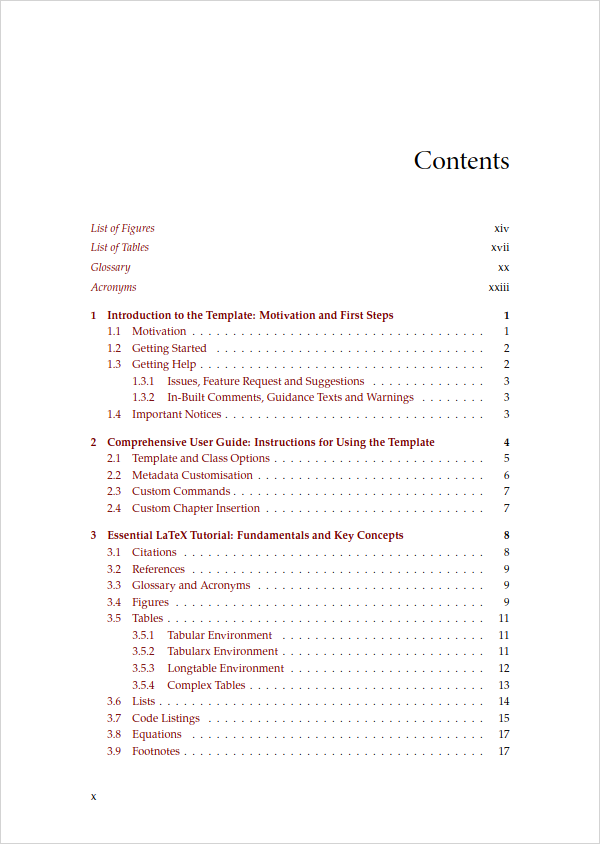 Contents
List of Figures xiv
List of Tables xvii
Glossary xx
Acronyms xxiii
1 Introduction to the Template: Motivation and First Steps 1
1.1 Motivation . . . . . . . . . . . . . . . . . . . . . . . . . . . . . . . . . . . . 1
1.2 Getting Started . . . . . . . . . . . . . . . . . . . . . . . . . . . . . . . . . 2
1.3 Getting Help . . . . . . . . . . . . . . . . . . . . . . . . . . . . . . . . . . . 2
1.3.1 Issues, Feature Request and Suggestions . . . . . . . . . . . . . . 3
1.3.2 In-Built Comments, Guidance Texts and Warnings . . . . . . . . 3
1.4 Important Notices . . . . . . . . . . . . . . . . . . . . . . . . . . . . . . . . 3
2 Comprehensive User Guide: Instructions for Using the Template 4
2.1 Template and Class Options . . . . . . . . . . . . . . . . . . . . . . . . . . 5
2.2 Metadata Customisation . . . . . . . . . . . . . . . . . . . . . . . . . . . . 6
2.3 Custom Commands . . . . . . . . . . . . . . . . . . . . . . . . . . . . . . . 7
2.4 Custom Chapter Insertion . . . . . . . . . . . . . . . . . . . . . . . . . . . 7
3 Essential LaTeX Tutorial: Fundamentals and Key Concepts 8
3.1 Citations . . . . . . . . . . . . . . . . . . . . . . . . . . . . . . . . . . . . . 8
3.2 References . . . . . . . . . . . . . . . . . . . . . . . . . . . . . . . . . . . . 9
3.3 Glossary and Acronyms . . . . . . . . . . . . . . . . . . . . . . . . . . . . 9
3.4 Figures . . . . . . . . . . . . . . . . . . . . . . . . . . . . . . . . . . . . . . 9
3.5 Tables . . . . . . . . . . . . . . . . . . . . . . . . . . . . . . . . . . . . . . . 11
3.5.1 Tabular Environment . . . . . . . . . . . . . . . . . . . . . . . . . 11
3.5.2 Tabularx Environment . . . . . . . . . . . . . . . . . . . . . . . . . 11
3.5.3 Longtable Environment . . . . . . . . . . . . . . . . . . . . . . . . 12
3.5.4 Complex Tables . . . . . . . . . . . . . . . . . . . . . . . . . . . . . 13
3.6 Lists . . . . . . . . . . . . . . . . . . . . . . . . . . . . . . . . . . . . . . . . 14
3.7 Code Listings . . . . . . . . . . . . . . . . . . . . . . . . . . . . . . . . . . 15
3.8 Equations . . . . . . . . . . . . . . . . . . . . . . . . . . . . . . . . . . . . 17
3.9 Footnotes . . . . . . . . . . . . . . . . . . . . . . . . . . . . . . . . . . . . . 17
x